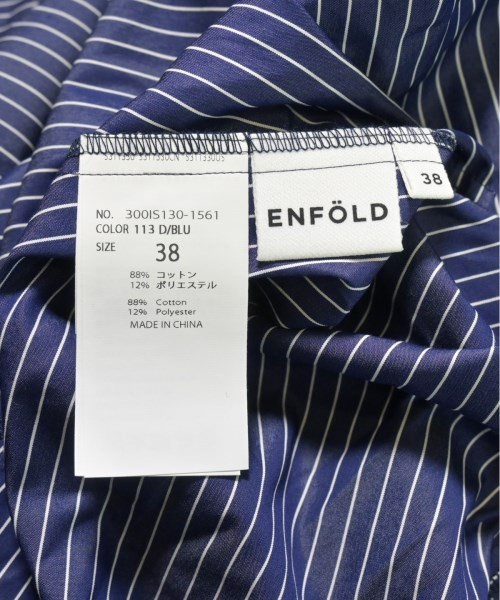 NO. 300IS130-1561
COLOR 113 D/BLU
SIZE 38
88% コットン
12% ポリエステル
88% Cotton
12% Polyester
MADE IN CHINA
ENFÖLD
38